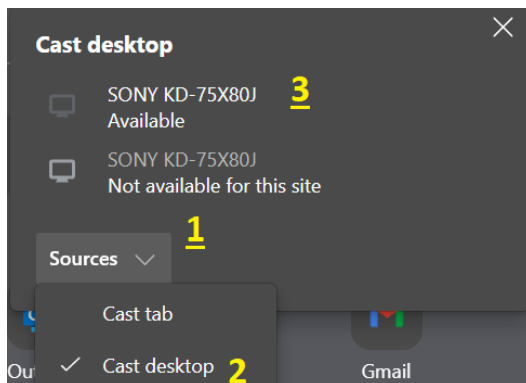 Cast desktop
SONY KD-75X80J 3
Available
SONY KD-75X80J
Not available for this site
1
Sources
Cast tab
Cast desktop 2
Ou
Gmail